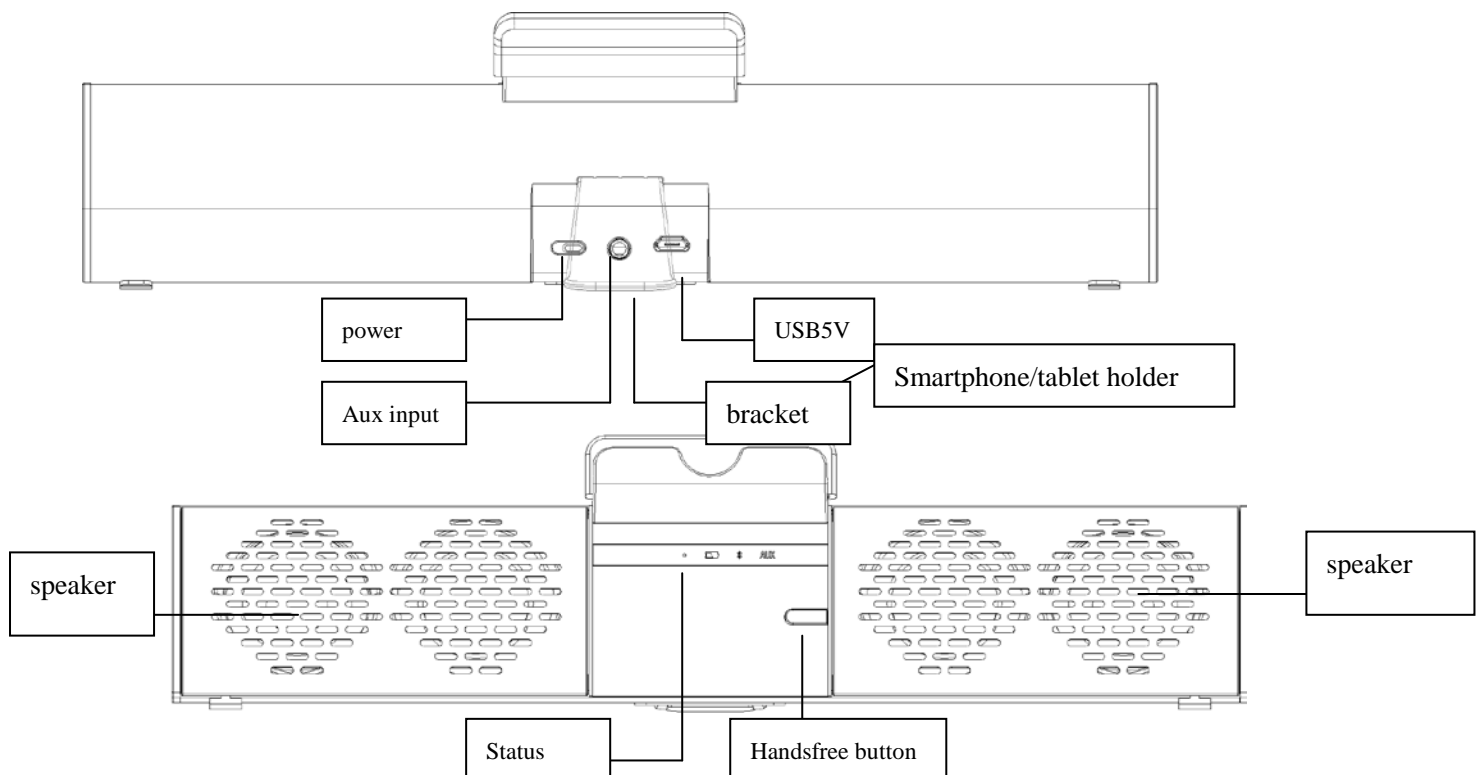 power
USB5V
Smartphone/tablet holder
Aux input
bracket
AUX
speaker
speaker
Status
Handsfree button